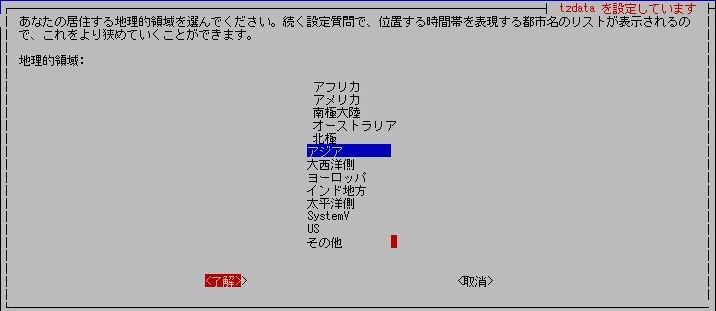 tzdata を設定しています
あなたの居住する地理的領域を選んでください。続く設定質問で、位置する時間帯を表現する都市名のリストが表示されるの
で、これをより狭めていくことができます。
地理的領域:
アフリカ
アメリカ
南極大陸
オーストラリア
北極
アジア
大西洋側
ヨーロッパ
インド地方
太平洋側
SystemV
US
その他
<了解>> <取消>